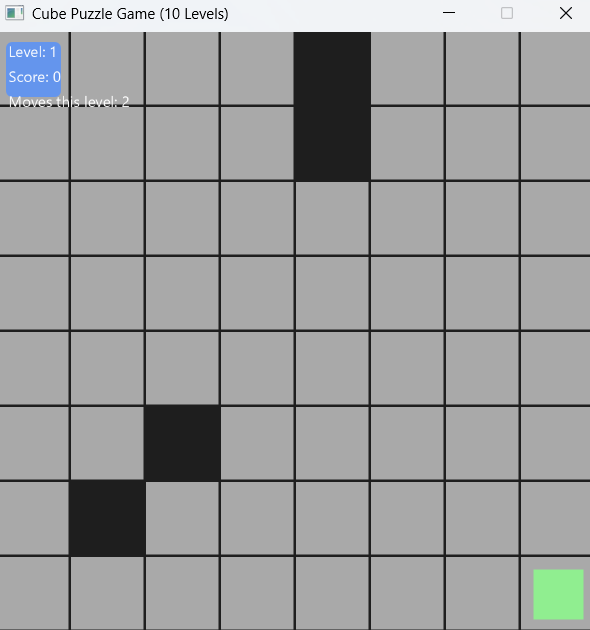 Cube Puzzle Game (10 Levels)
Level: 1
Score: 0
Moves this level: 2